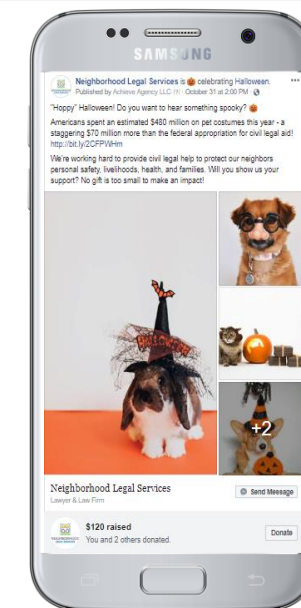 SAMSUNG
Neighborhood Legal Services is 🎃 celebrating Halloween.
Published by Achieve Agency LLC [?] · October 31 at 2:00 PM ·
"Hoppy" Halloween! Do you want to hear something spooky? 🎃
Americans spent an estimated $480 million on pet costumes this year - a
staggering $70 million more than the federal appropriation for civil legal aid!
http://bit.ly/2CFPWHm
We're working hard to provide civil legal help to protect our neighbors
personal safety, livelihoods, health, and families. Will you show us your
support? No gift is too small to make an impact!
HALLOWEEN
+2
Neighborhood Legal Services
Lawyer & Law Firm
Send Message
$120 raised
You and 2 others donated.
Donate